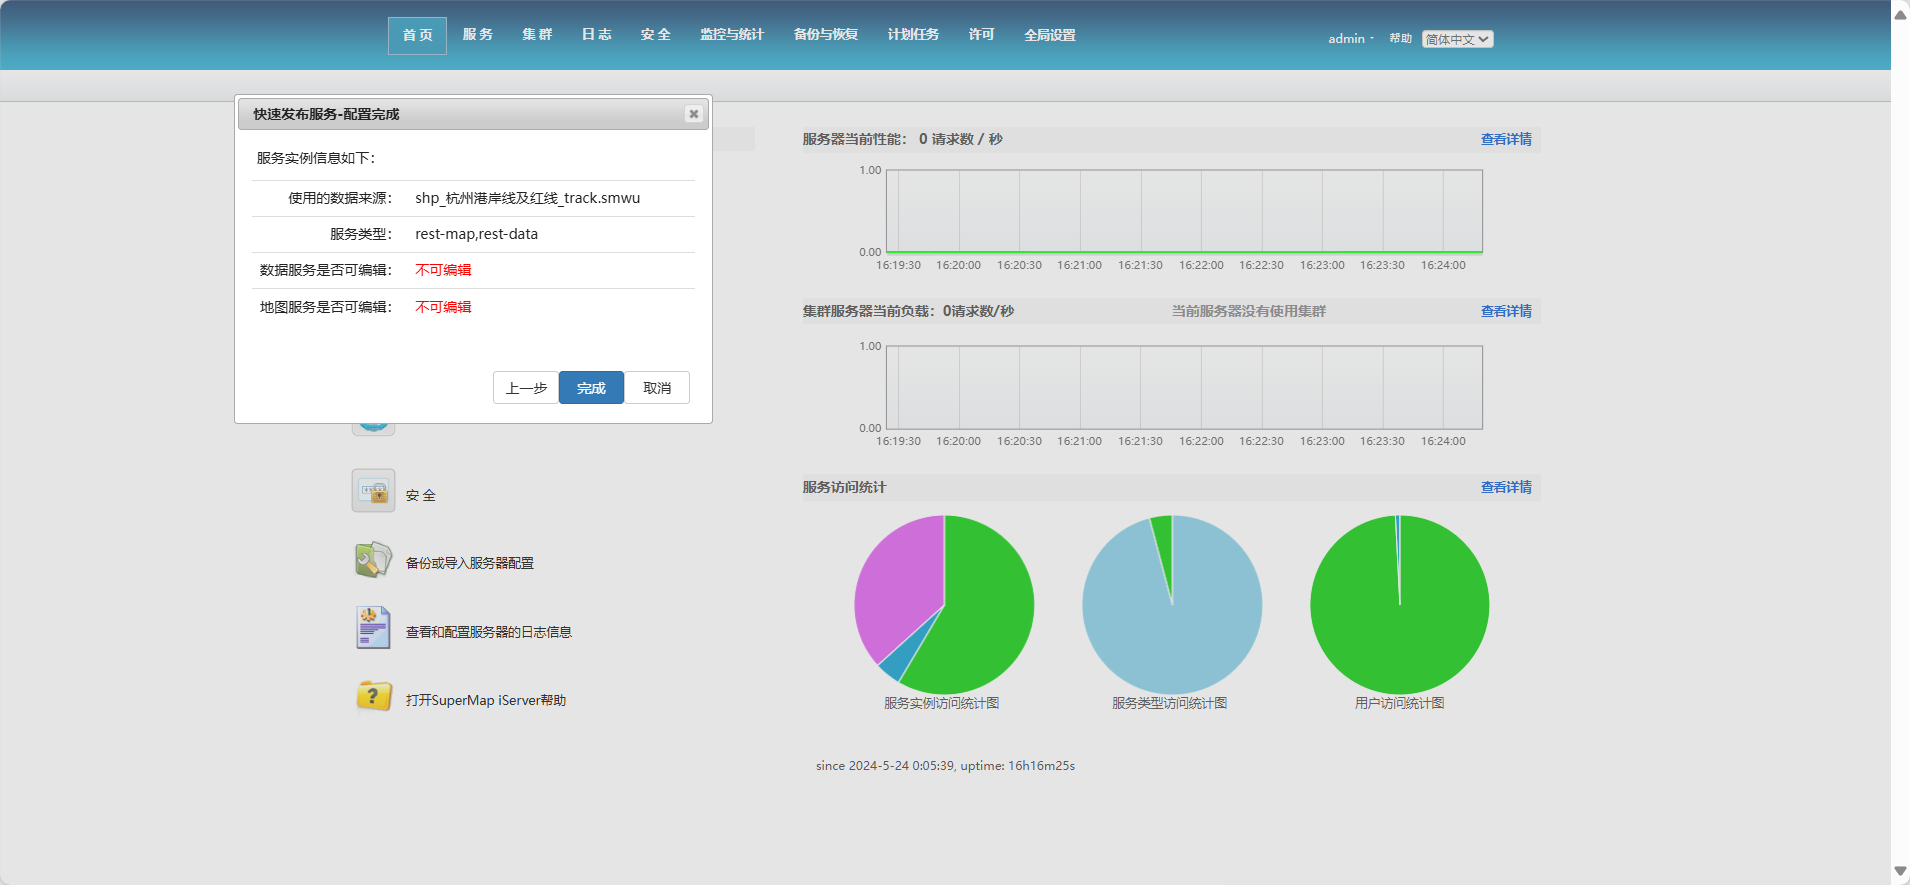 首 页 服 务 集 群 日 志 安 全 监控与统计 备份与恢复 计划任务 许可 全局设置 admin 帮助 简体中文
快速发布服务-配置完成
服务实例信息如下：
使用的数据来源： shp_杭州港岸线及红线_track.smwu
服务类型： rest-map,rest-data
数据服务是否可编辑： 不可编辑
地图服务是否可编辑： 不可编辑
上一步 完成 取消
安 全
备份或导入服务器配置
查看和配置服务器的日志信息
打开SuperMap iServer帮助
服务器当前性能： 0 请求数 / 秒 查看详情
1.00
0.00
16:19:30 16:20:00 16:20:30 16:21:00 16:21:30 16:22:00 16:22:30 16:23:00 16:23:30 16:24:00
集群服务器当前负载：0请求数/秒 当前服务器没有使用集群 查看详情
1.00
0.00
16:19:30 16:20:00 16:20:30 16:21:00 16:21:30 16:22:00 16:22:30 16:23:00 16:23:30 16:24:00
服务访问统计 查看详情
服务实例访问统计图 服务类型访问统计图 用户访问统计图
since 2024-5-24 0:05:39, uptime: 16h16m25s